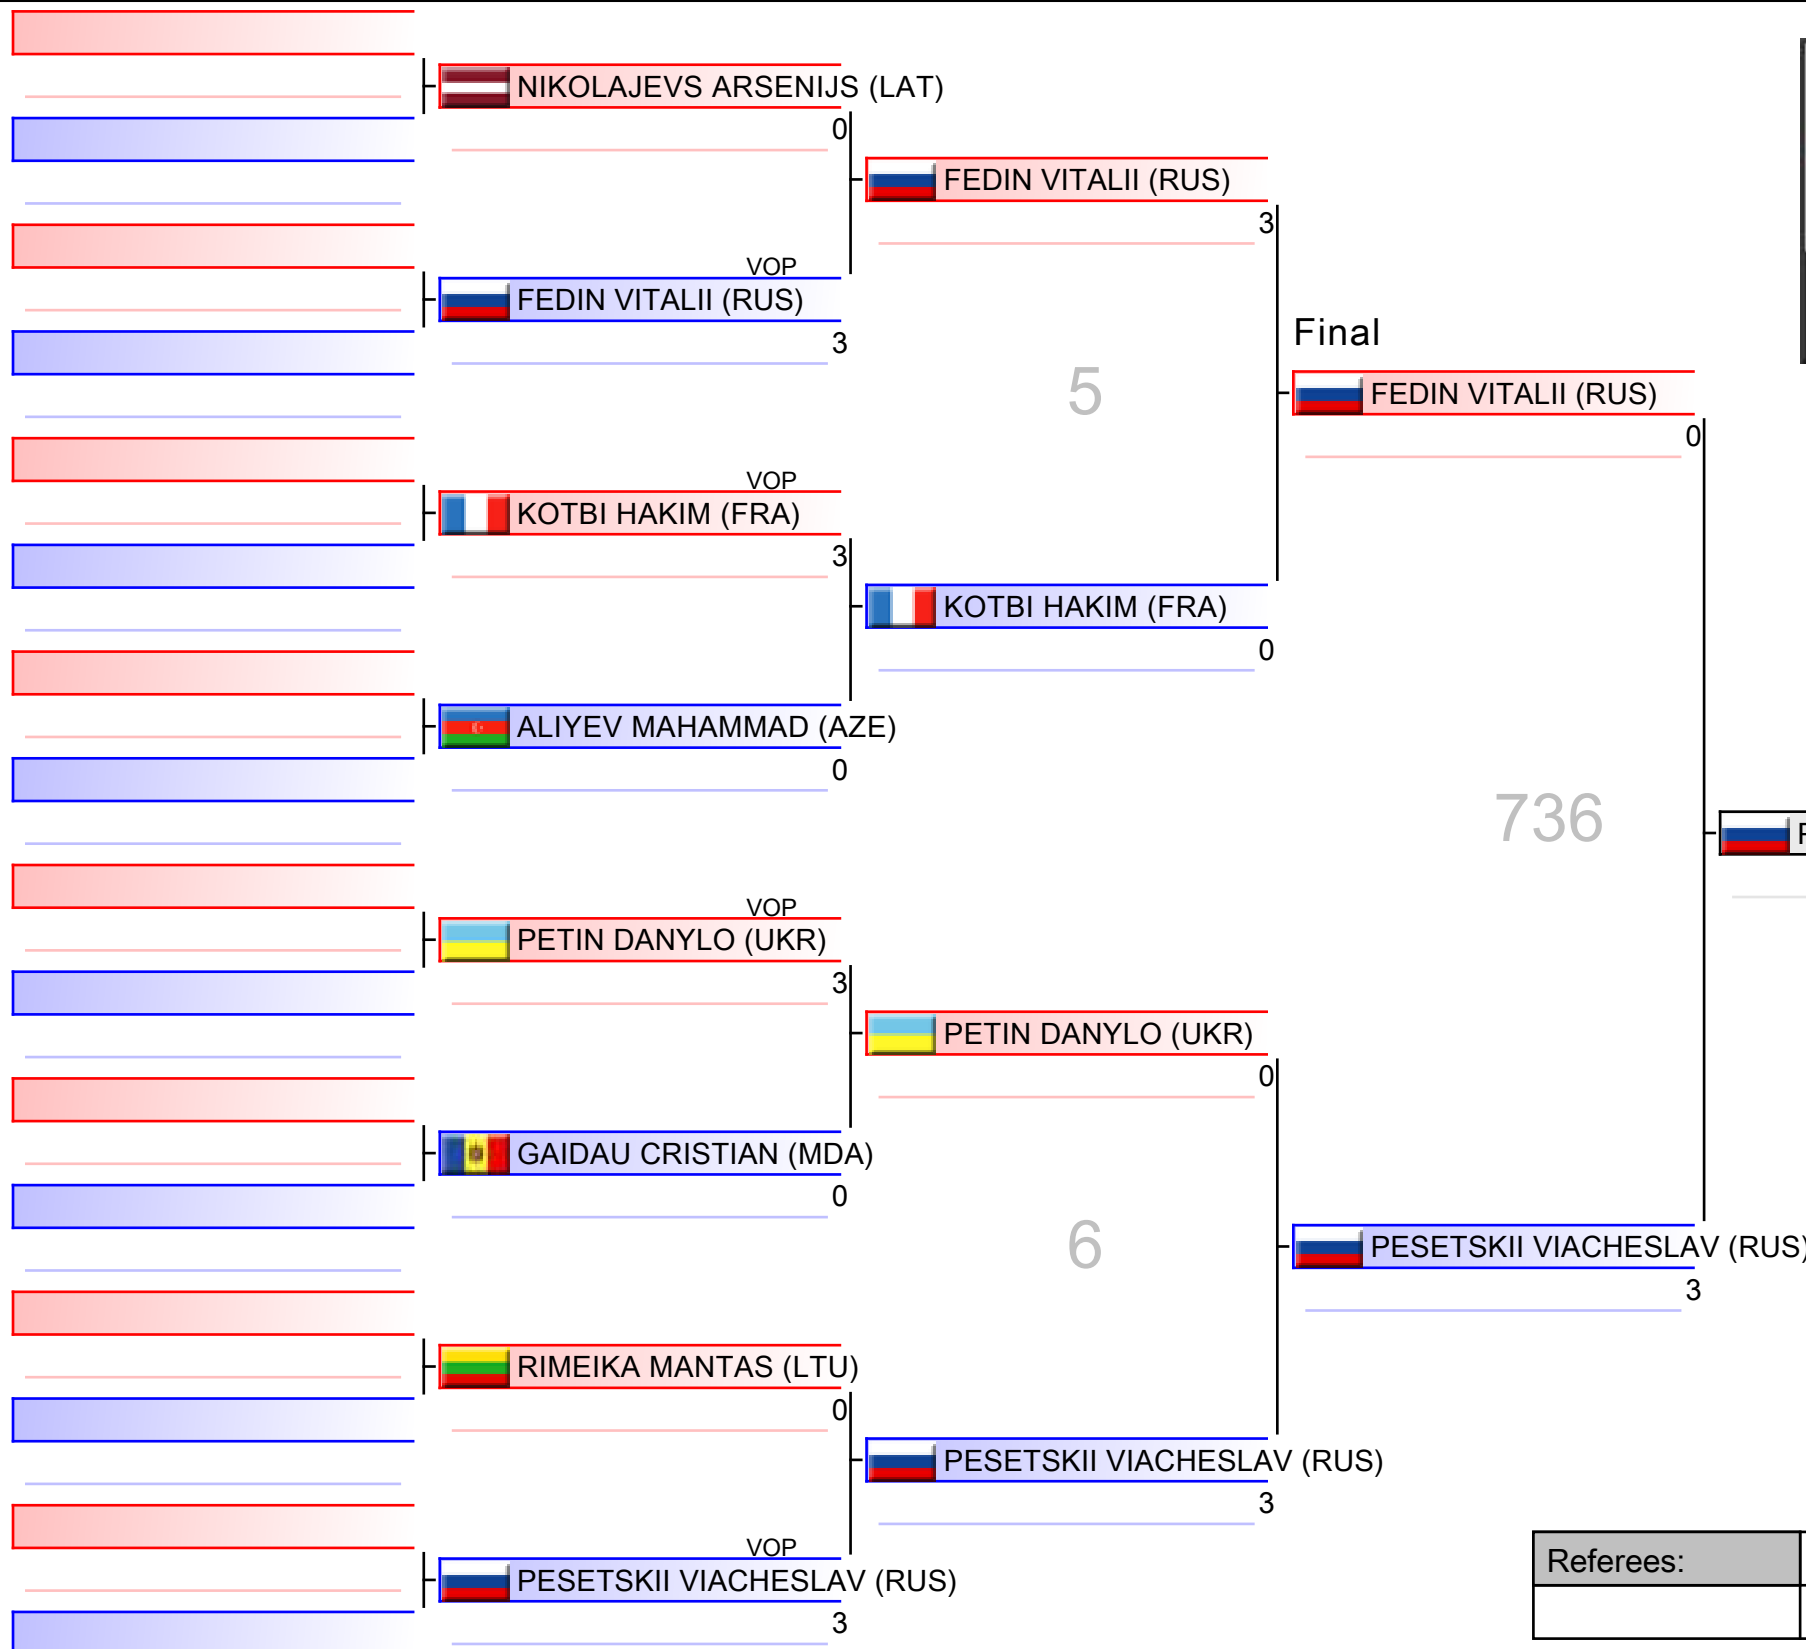 NIKOLAJEVS ARSENIJS (LAT)
0
FEDIN VITALII (RUS)
3
VOP
FEDIN VITALII (RUS)
3
Final
5
FEDIN VITALII (RUS)
0
VOP
KOTBI HAKIM (FRA)
3
KOTBI HAKIM (FRA)
0
ALIYEV MAHAMMAD (AZE)
0
736
VOP
PETIN DANYLO (UKR)
3
PETIN DANYLO (UKR)
0
GAIDAU CRISTIAN (MDA)
0
6
PESETSKII VIACHESLAV (RUS)
3
RIMEIKA MANTAS (LTU)
0
PESETSKII VIACHESLAV (RUS)
3
VOP
PESETSKII VIACHESLAV (RUS)
3
Referees: